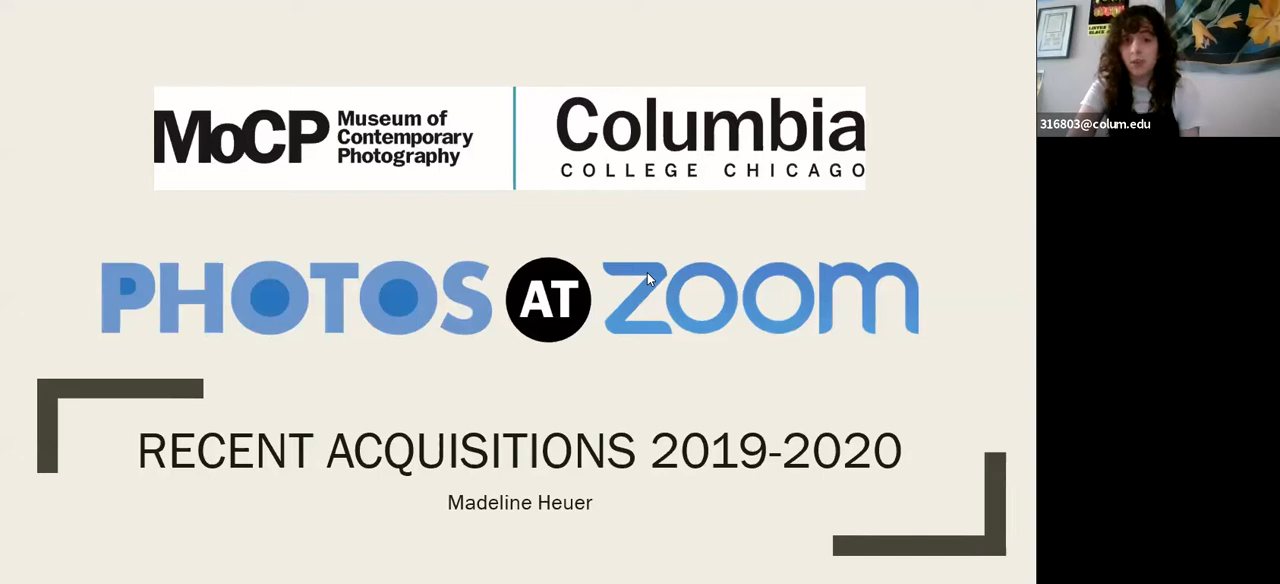 MoCP
Museum of
Contemporary
Photography
Columbia
COLLEGE CHICAGO
PHOTOS AT zoom
RECENT ACQUISITIONS 2019-2020
Madeline Heuer
316803@colum.edu